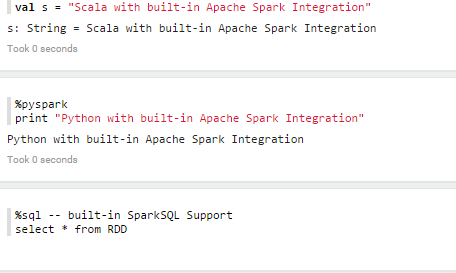 val s = "Scala with built-in Apache Spark Integration"
s: String = Scala with built-in Apache Spark Integration
Took 0 seconds
%pyspark
print "Python with built-in Apache Spark Integration"
Python with built-in Apache Spark Integration
Took 0 seconds
%sql -- built-in SparkSQL Support
select * from RDD